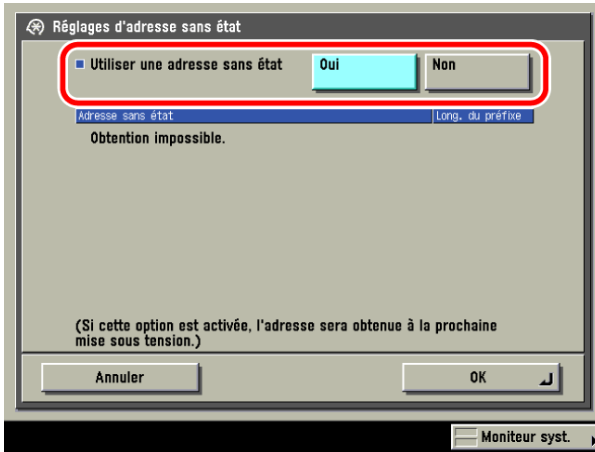 Réglages d'adresse sans état
Utiliser une adresse sans état Oui Non
Adresse sans état Long. du préfixe
Obtention impossible.
(Si cette option est activée, l'adresse sera obtenue à la prochaine
mise sous tension.)
Annuler OK
Moniteur syst.